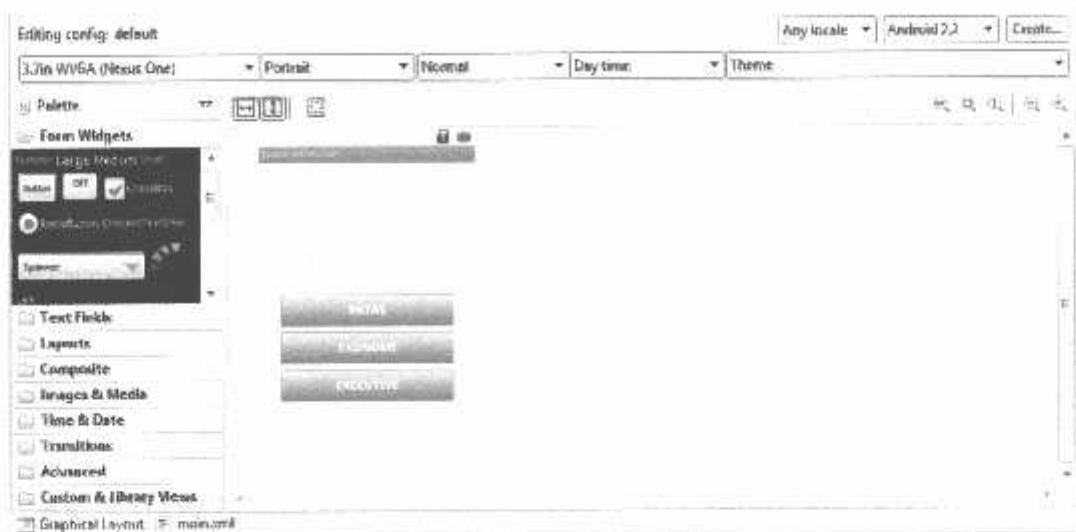 Editing config: default
Any locale Android 2.2 Create...
3.7in WVGA (Nexus One) Portrait Normal Day time Theme
Palette
Form Widgets
Large Medium
Button OFF
Spinner
Text Fields
Layouts
EXTENDER
Composite
EXECUTIVE
Images & Media
Time & Date
Transitions
Advanced
Custom & Library Views
Graphical Layout main.xml